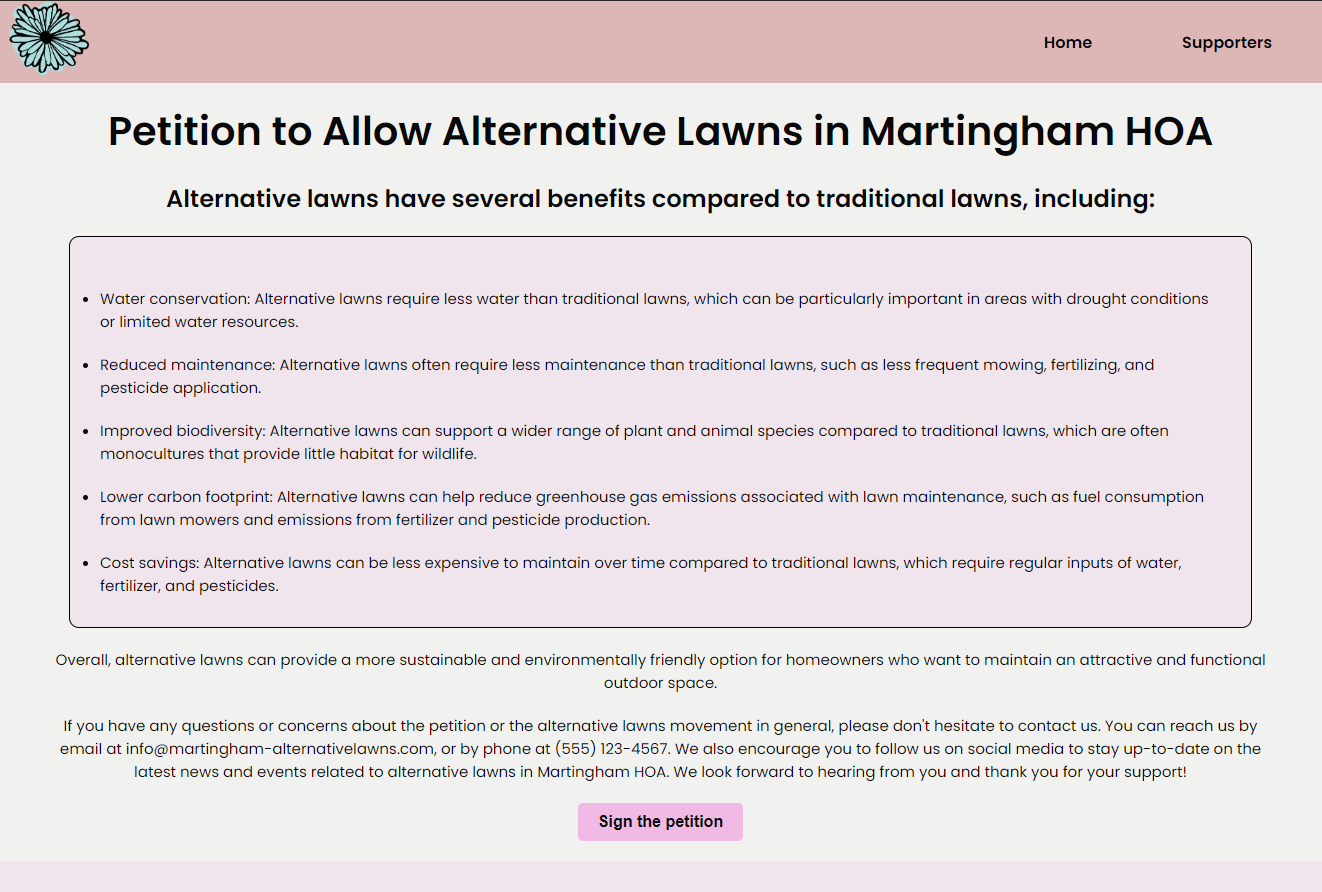 Home Supporters
Petition to Allow Alternative Lawns in Martingham HOA
Alternative lawns have several benefits compared to traditional lawns, including:
• Water conservation: Alternative lawns require less water than traditional lawns, which can be particularly important in areas with drought conditions
or limited water resources.
• Reduced maintenance: Alternative lawns often require less maintenance than traditional lawns, such as less frequent mowing, fertilizing, and
pesticide application.
• Improved biodiversity: Alternative lawns can support a wider range of plant and animal species compared to traditional lawns, which are often
monocultures that provide little habitat for wildlife.
• Lower carbon footprint: Alternative lawns can help reduce greenhouse gas emissions associated with lawn maintenance, such as fuel consumption
from lawn mowers and emissions from fertilizer and pesticide production.
• Cost savings: Alternative lawns can be less expensive to maintain over time compared to traditional lawns, which require regular inputs of water,
fertilizer, and pesticides.
Overall, alternative lawns can provide a more sustainable and environmentally friendly option for homeowners who want to maintain an attractive and functional
outdoor space.
If you have any questions or concerns about the petition or the alternative lawns movement in general, please don't hesitate to contact us. You can reach us by
email at info@martingham-alternativelawns.com, or by phone at (555) 123-4567. We also encourage you to follow us on social media to stay up-to-date on the
latest news and events related to alternative lawns in Martingham HOA. We look forward to hearing from you and thank you for your support!
Sign the petition